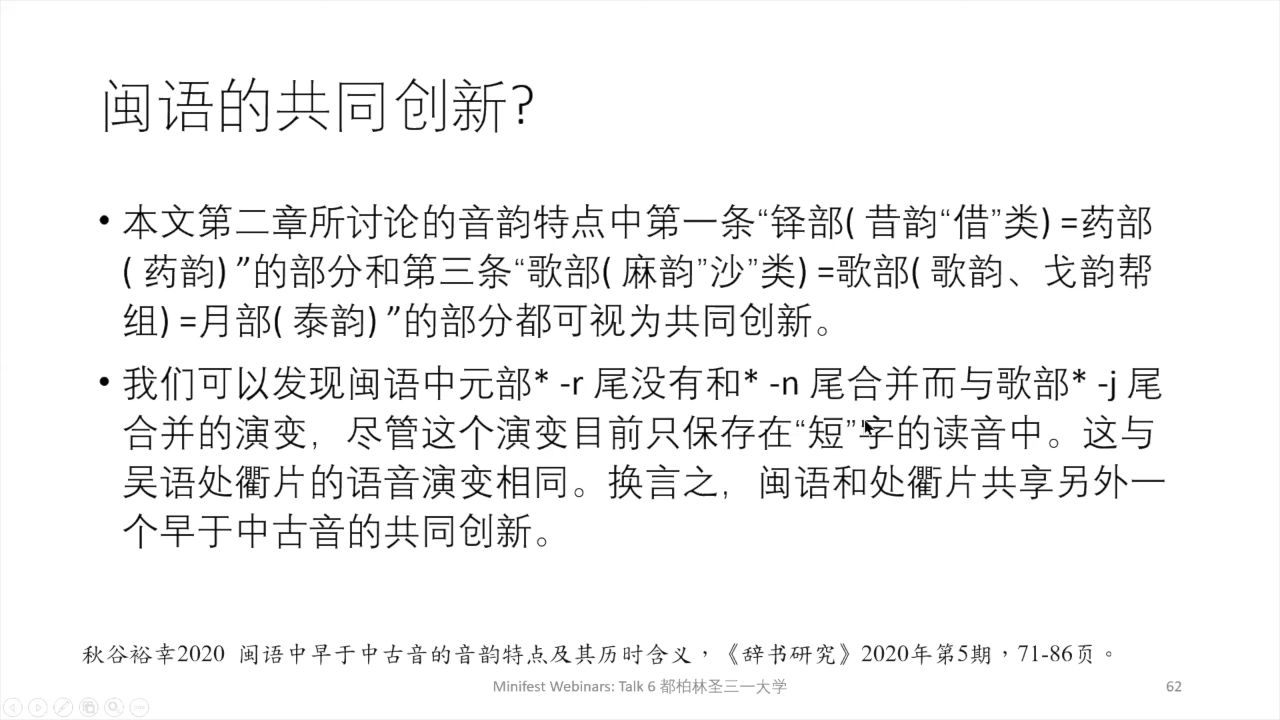 闽语的共同创新?
• 本文第二章所讨论的音韵特点中第一条“铎部( 昔韵“借”类) =药部
( 药韵) ”的部分和第三条“歌部( 麻韵”沙”类) =歌部( 歌韵、戈韵帮
组) =月部( 泰韵) ”的部分都可视为共同创新。
• 我们可以发现闽语中元部* -r 尾没有和* -n 尾合并而与歌部* -j 尾
合并的演变，尽管这个演变目前只保存在“短”字的读音中。这与
吴语处衢片的语音演变相同。换言之，闽语和处衢片共享另外一
个早于中古音的共同创新。
秋谷裕幸2020 闽语中早于中古音的音韵特点及其历时含义，《辞书研究》2020年第5期，71-86页。
Minifest Webinars: Talk 6 都柏林圣三一大学
62